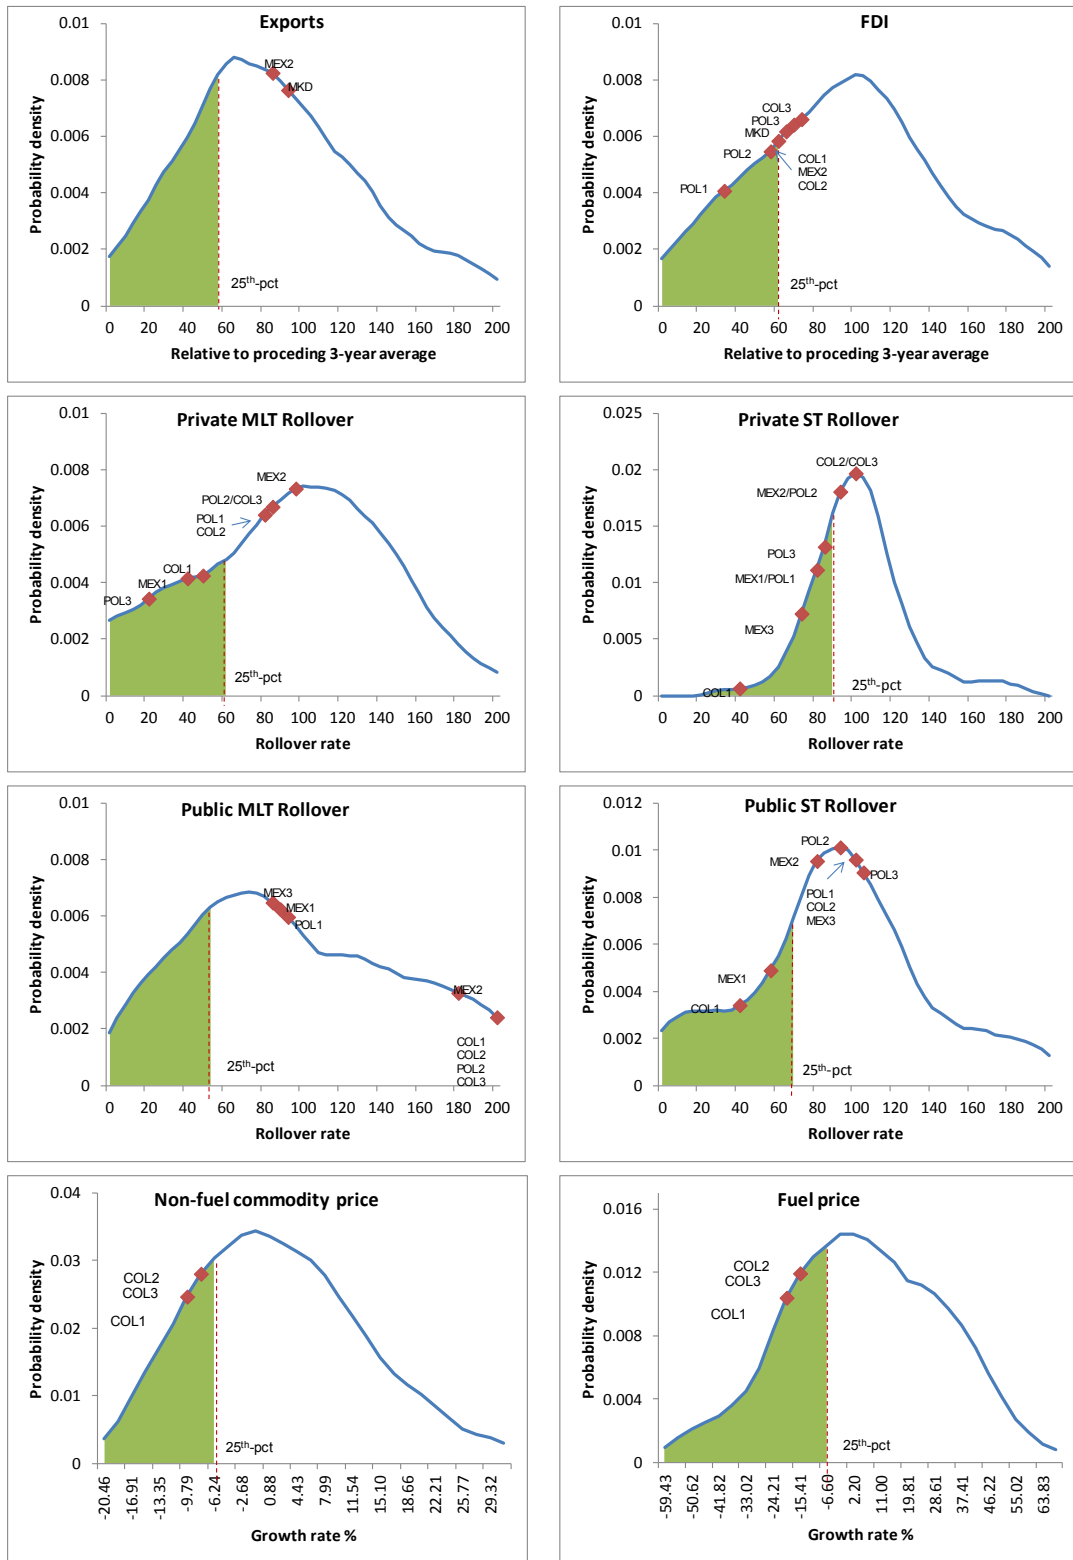 Exports
0.01
0.008
0.006
0.004
0.002
0
Probability density
MEX2
MKD
25th-pct
0 20 40 60 80 100 120 140 160 180 200
Relative to proceding 3-year average
FDI
0.01
0.008
0.006
0.004
0.002
0
Probability density
COL3
POL3
MKD
POL2
COL1
MEX2
COL2
POL1
25th-pct
0 20 40 60 80 100 120 140 160 180 200
Relative to proceding 3-year average
Private MLT Rollover
0.01
0.008
0.006
0.004
0.002
0
Probability density
MEX2
POL2/COL3
POL1
COL2
COL1
MEX1
POL3
25th-pct
0 20 40 60 80 100 120 140 160 180 200
Rollover rate
Private ST Rollover
0.025
0.02
0.015
0.01
0.005
0
Probability density
COL2/COL3
MEX2/POL2
POL3
MEX1/POL1
MEX3
COL1
25th-pct
0 20 40 60 80 100 120 140 160 180 200
Rollover rate
Public MLT Rollover
0.01
0.008
0.006
0.004
0.002
0
Probability density
MEX3
MEX1
POL1
MEX2
COL1
COL2
POL2
COL3
25th-pct
0 20 40 60 80 100 120 140 160 180 200
Rollover rate
Public ST Rollover
0.012
0.01
0.008
0.006
0.004
0.002
0
Probability density
POL2
MEX2
POL3
POL1
COL2
MEX3
MEX1
COL1
25th-pct
0 20 40 60 80 100 120 140 160 180 200
Rollover rate
Non-fuel commodity price
0.04
0.03
0.02
0.01
0
Probability density
COL2
COL3
COL1
25th-pct
-20.46 -16.91 -13.35 -9.79 -6.24 -2.68 0.88 4.43 7.99 11.54 15.10 18.66 22.21 25.77 29.32
Growth rate %
Fuel price
0.016
0.012
0.008
0.004
0
Probability density
COL2
COL3
COL1
25th-pct
-59.43 -50.62 -41.82 -33.02 -24.21 -15.41 -6.60 2.20 11.00 19.81 28.61 37.41 46.22 55.02 63.83
Growth rate %